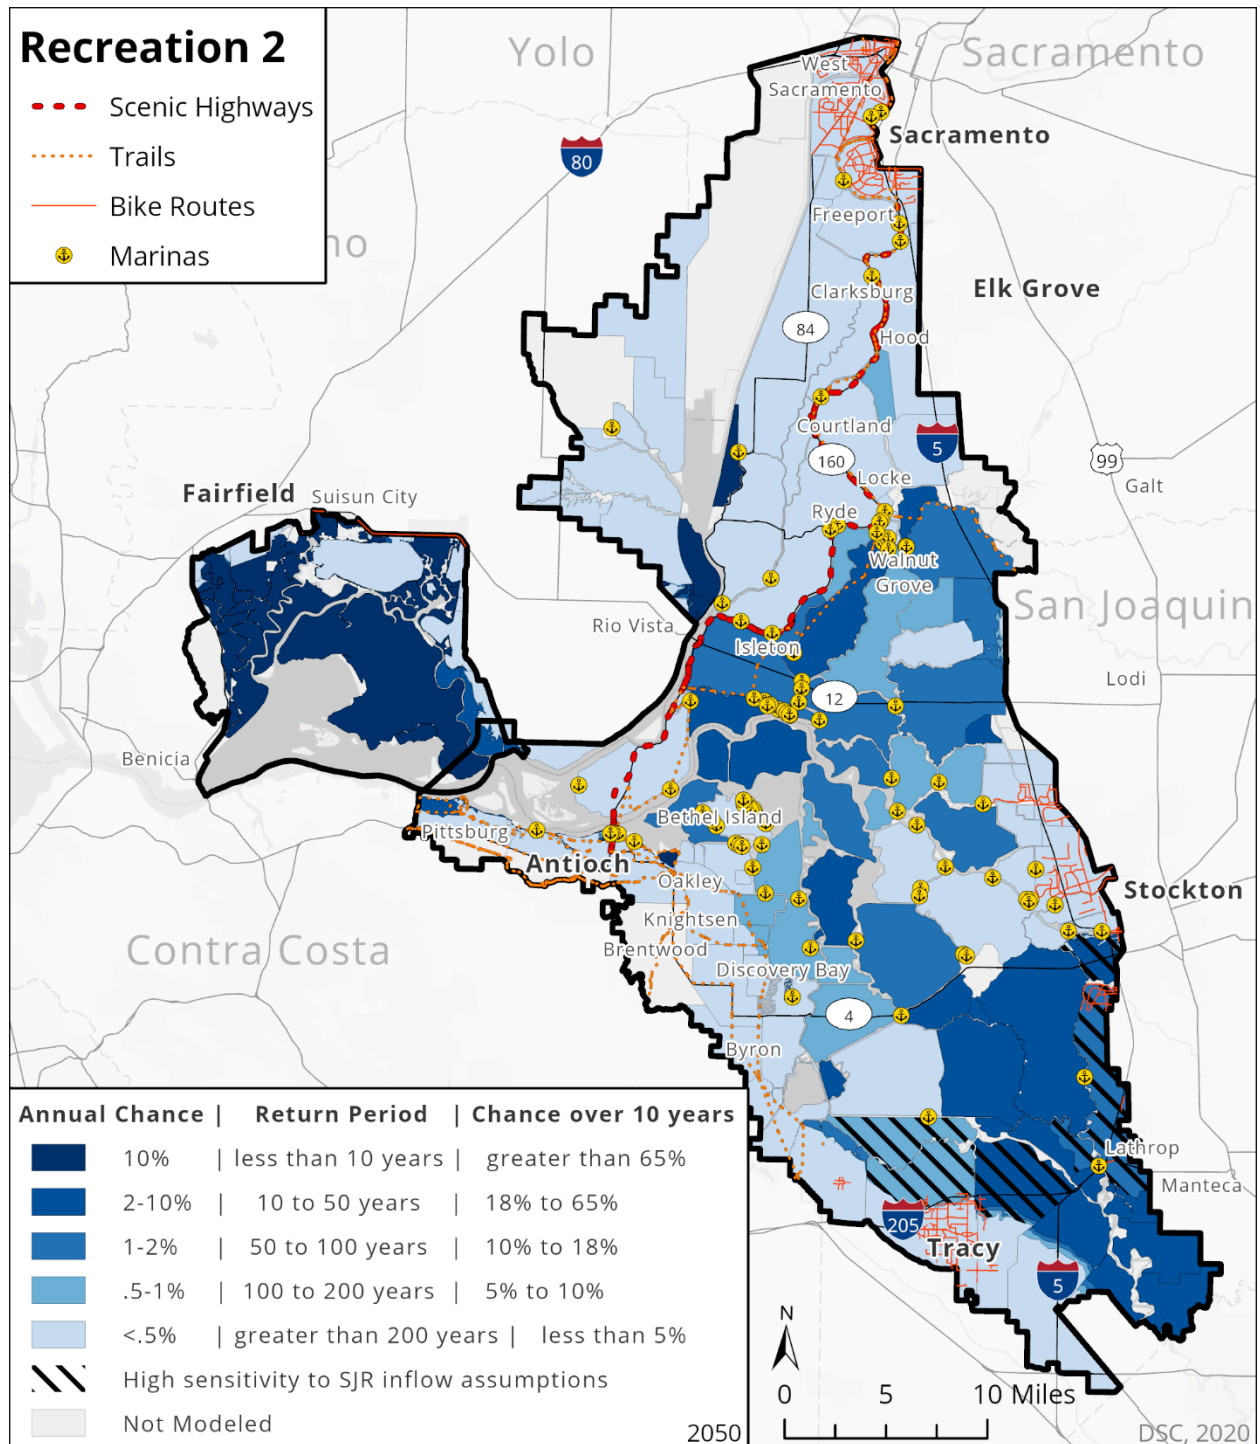 Recreation 2
Scenic Highways
Trails
Bike Routes
Marinas
Yolo
Sacramento
80
no
West
Sacramento
Sacramento
Freeport
Elk Grove
Clarksburg
84
Hood
Courtland
5
160
99
Galt
Locke
Fairfield
Suisun City
Ryde
Walnut
Grove
San Joaquin
Rio Vista
Isleton
Lodi
12
Benicia
Bethel Island
Pittsburg
Antioch
Oakley
Stockton
Knightsen
Contra Costa
Brentwood
Discovery Bay
4
Byron
Lathrop
Manteca
205
Tracy
5
Annual Chance | Return Period | Chance over 10 years
10% | less than 10 years | greater than 65%
2-10% | 10 to 50 years | 18% to 65%
1-2% | 50 to 100 years | 10% to 18%
.5-1% | 100 to 200 years | 5% to 10%
<.5% | greater than 200 years | less than 5%
High sensitivity to SJR inflow assumptions
Not Modeled
N
0 5 10 Miles
2050
DSC, 2020